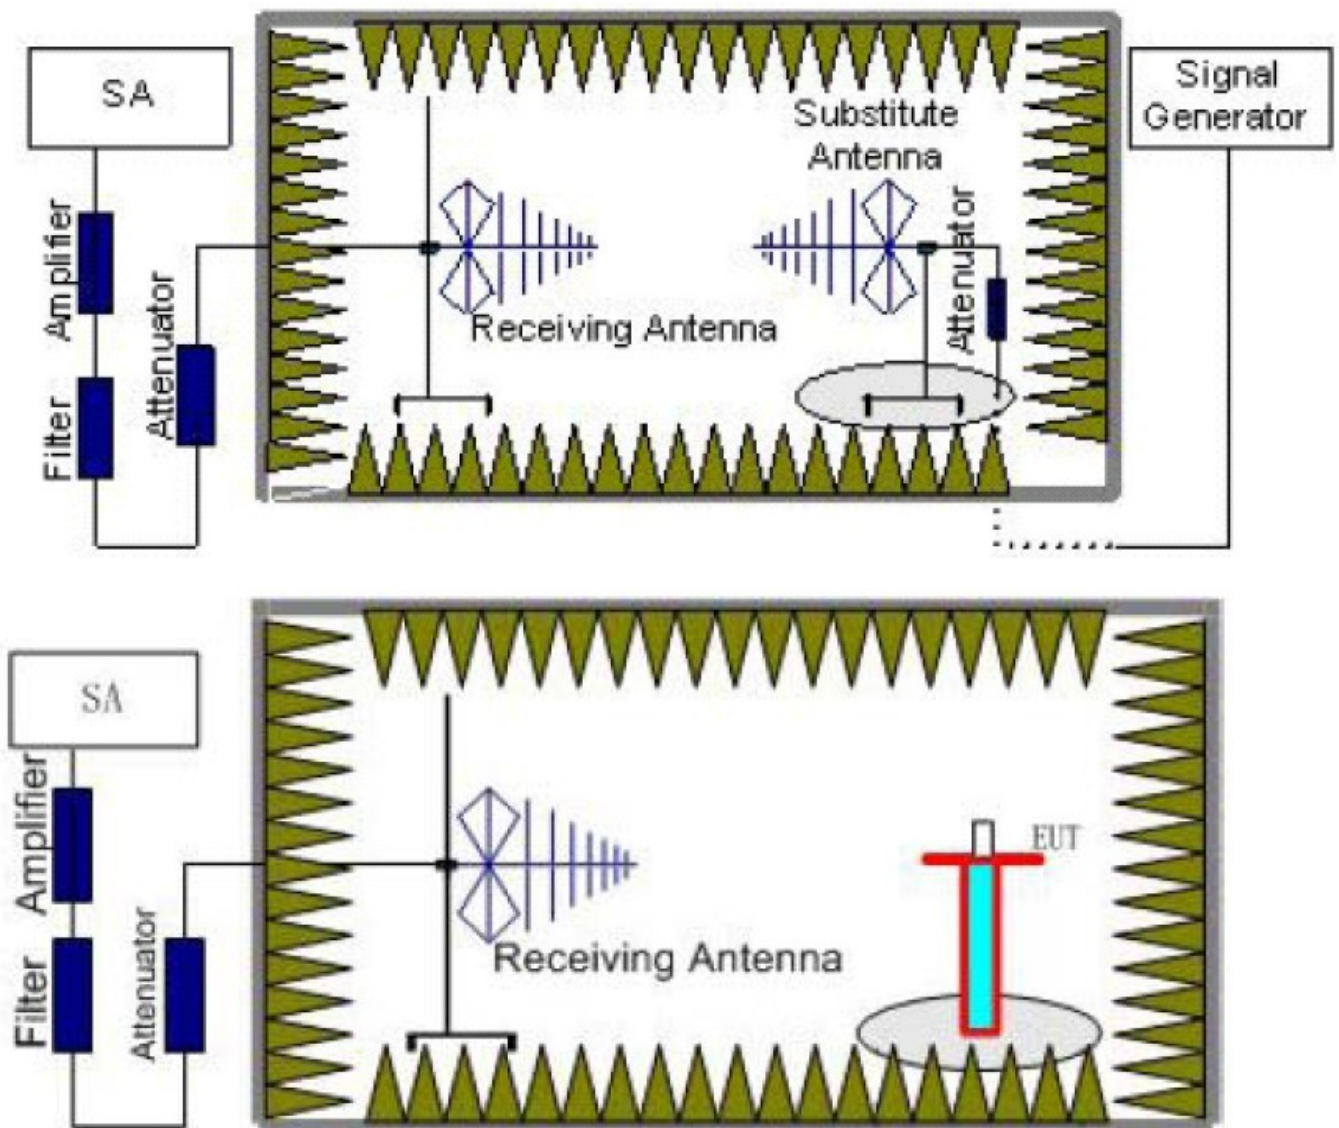 SA
Signal
Generator
Substitute
Antenna
Amplifier
Attenuator
Attenuator
Receiving Antenna
Filter
SA
Amplifier
EUT
Receiving Antenna
Filter
Attenuator